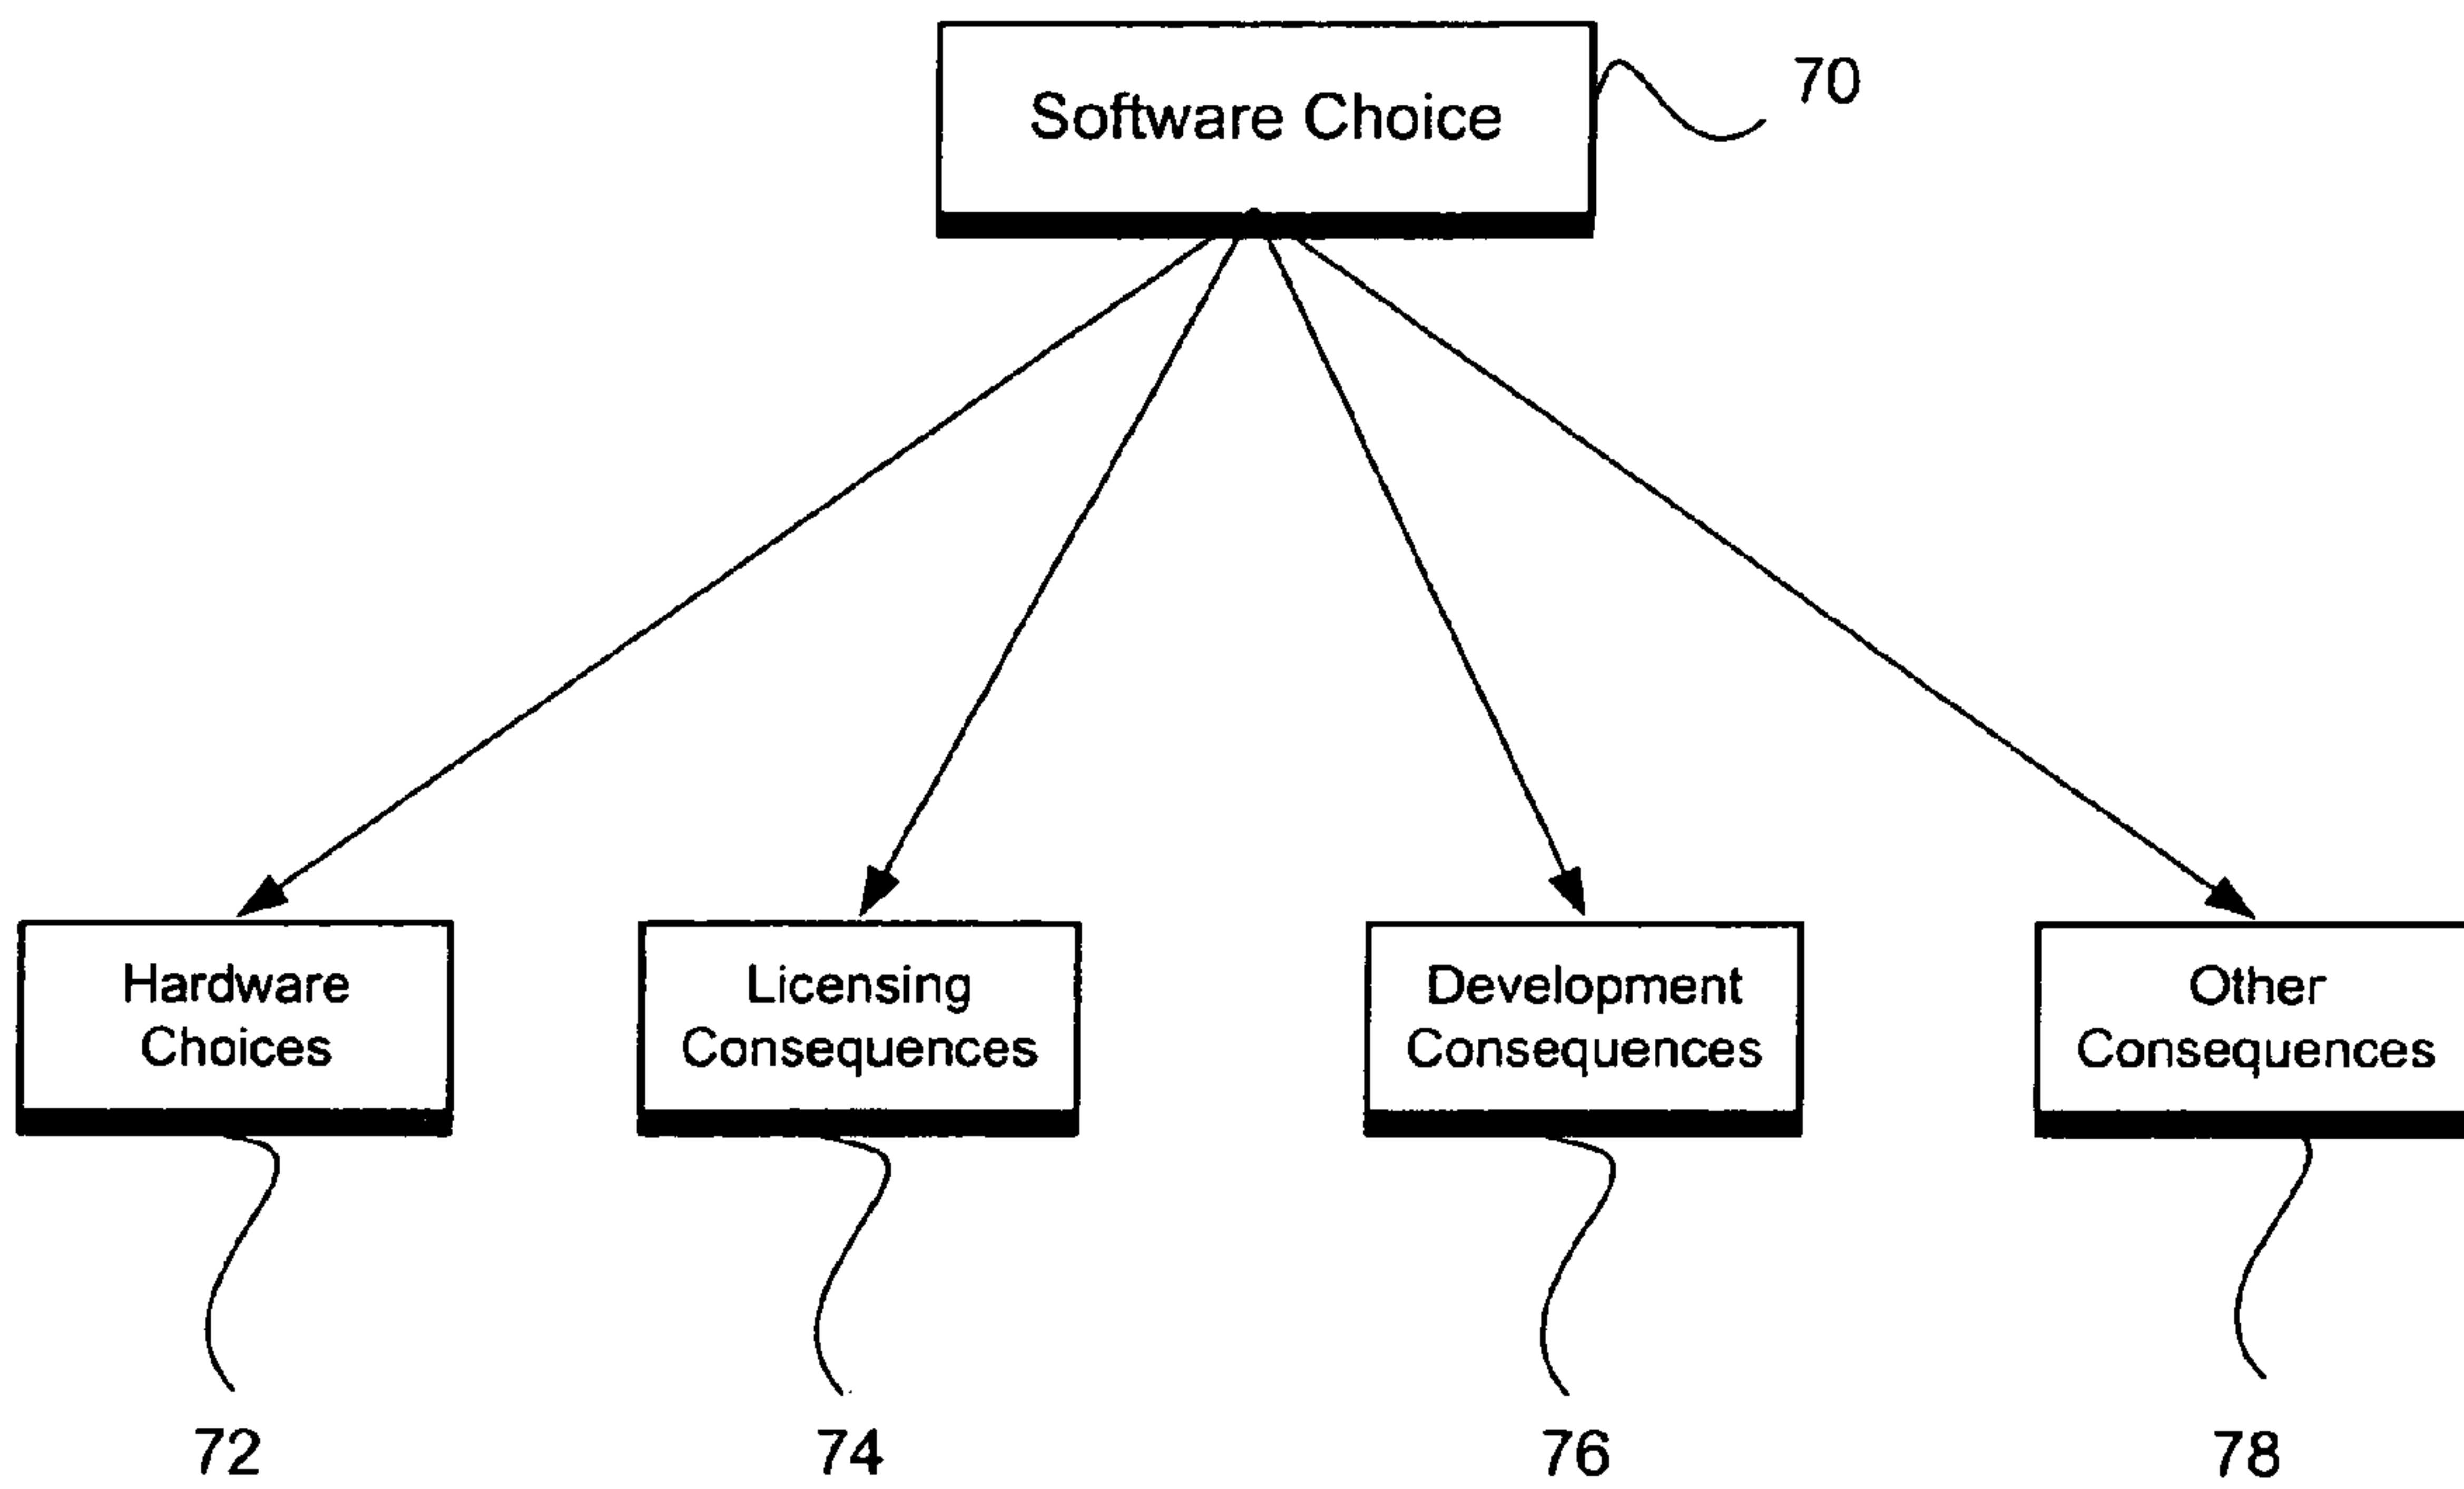 Software Choice
70
Hardware
Choices
Licensing
Consequences
Development
Consequences
Other
Consequences
72
74
76
78